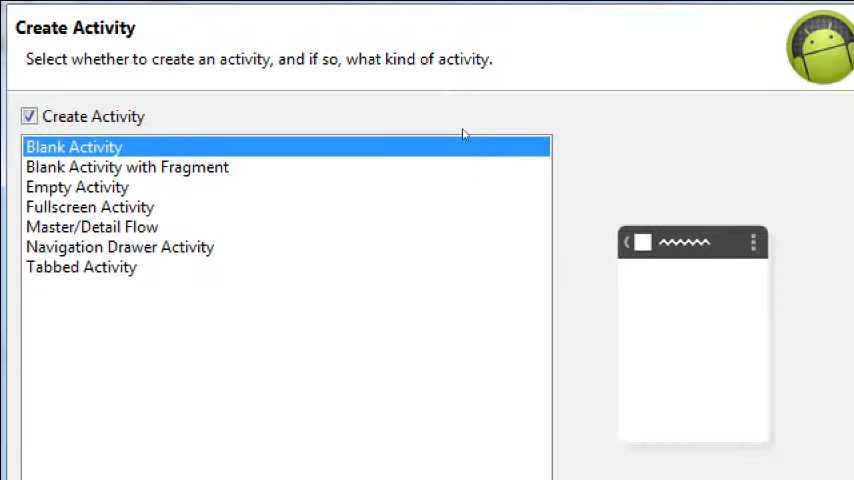 Create Activity
Select whether to create an activity, and if so, what kind of activity.
Create Activity
Blank Activity
Blank Activity with Fragment
Empty Activity
Fullscreen Activity
Master/Detail Flow
Navigation Drawer Activity
Tabbed Activity